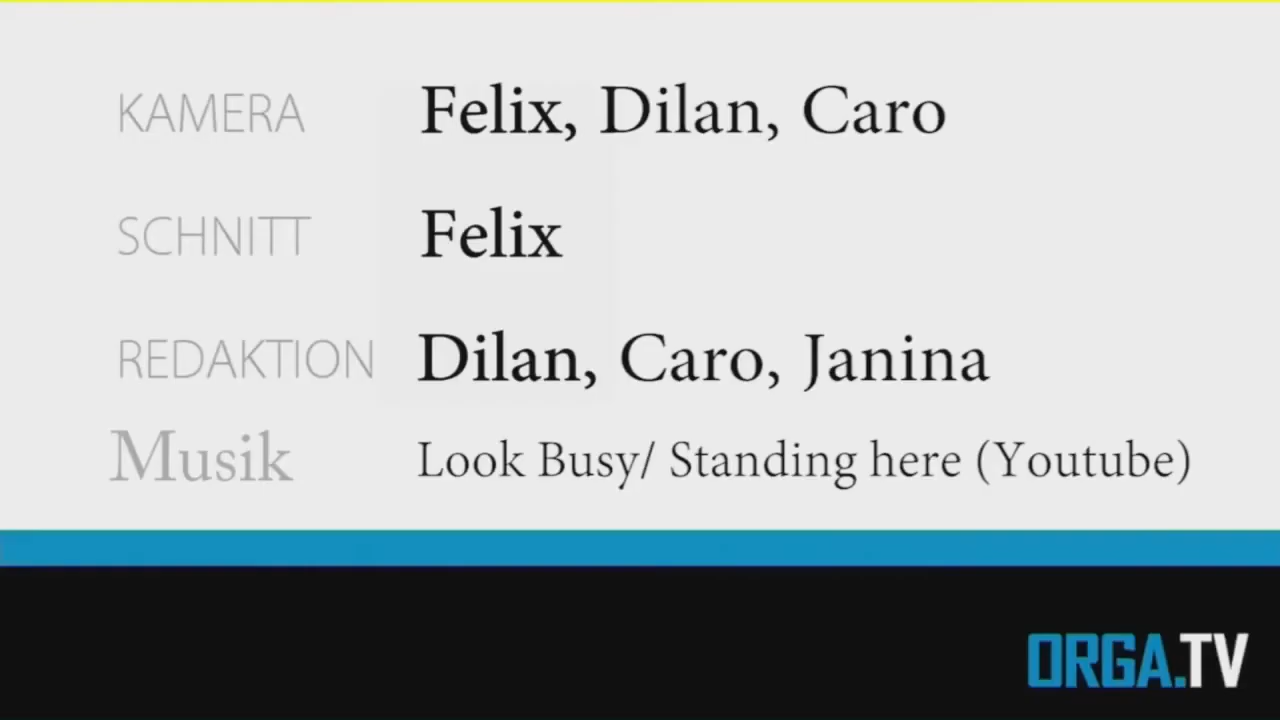 KAMERA Felix, Dilan, Caro
SCHNITT Felix
REDAKTION Dilan, Caro, Janina
Musik Look Busy/ Standing here (Youtube)
ORGA.TV